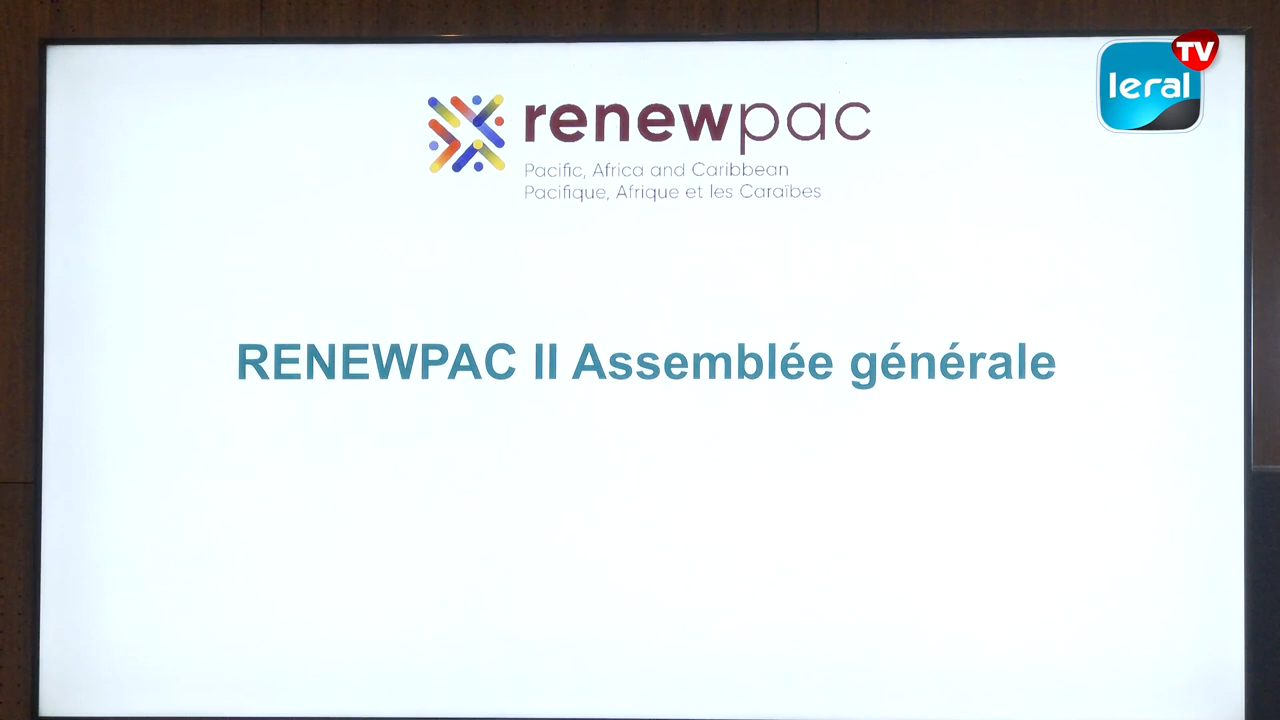 TV
leral
renewpac
Pacific, Africa and Caribbean
Pacifique, Afrique et les Caraïbes
RENEWPAC II Assemblée générale